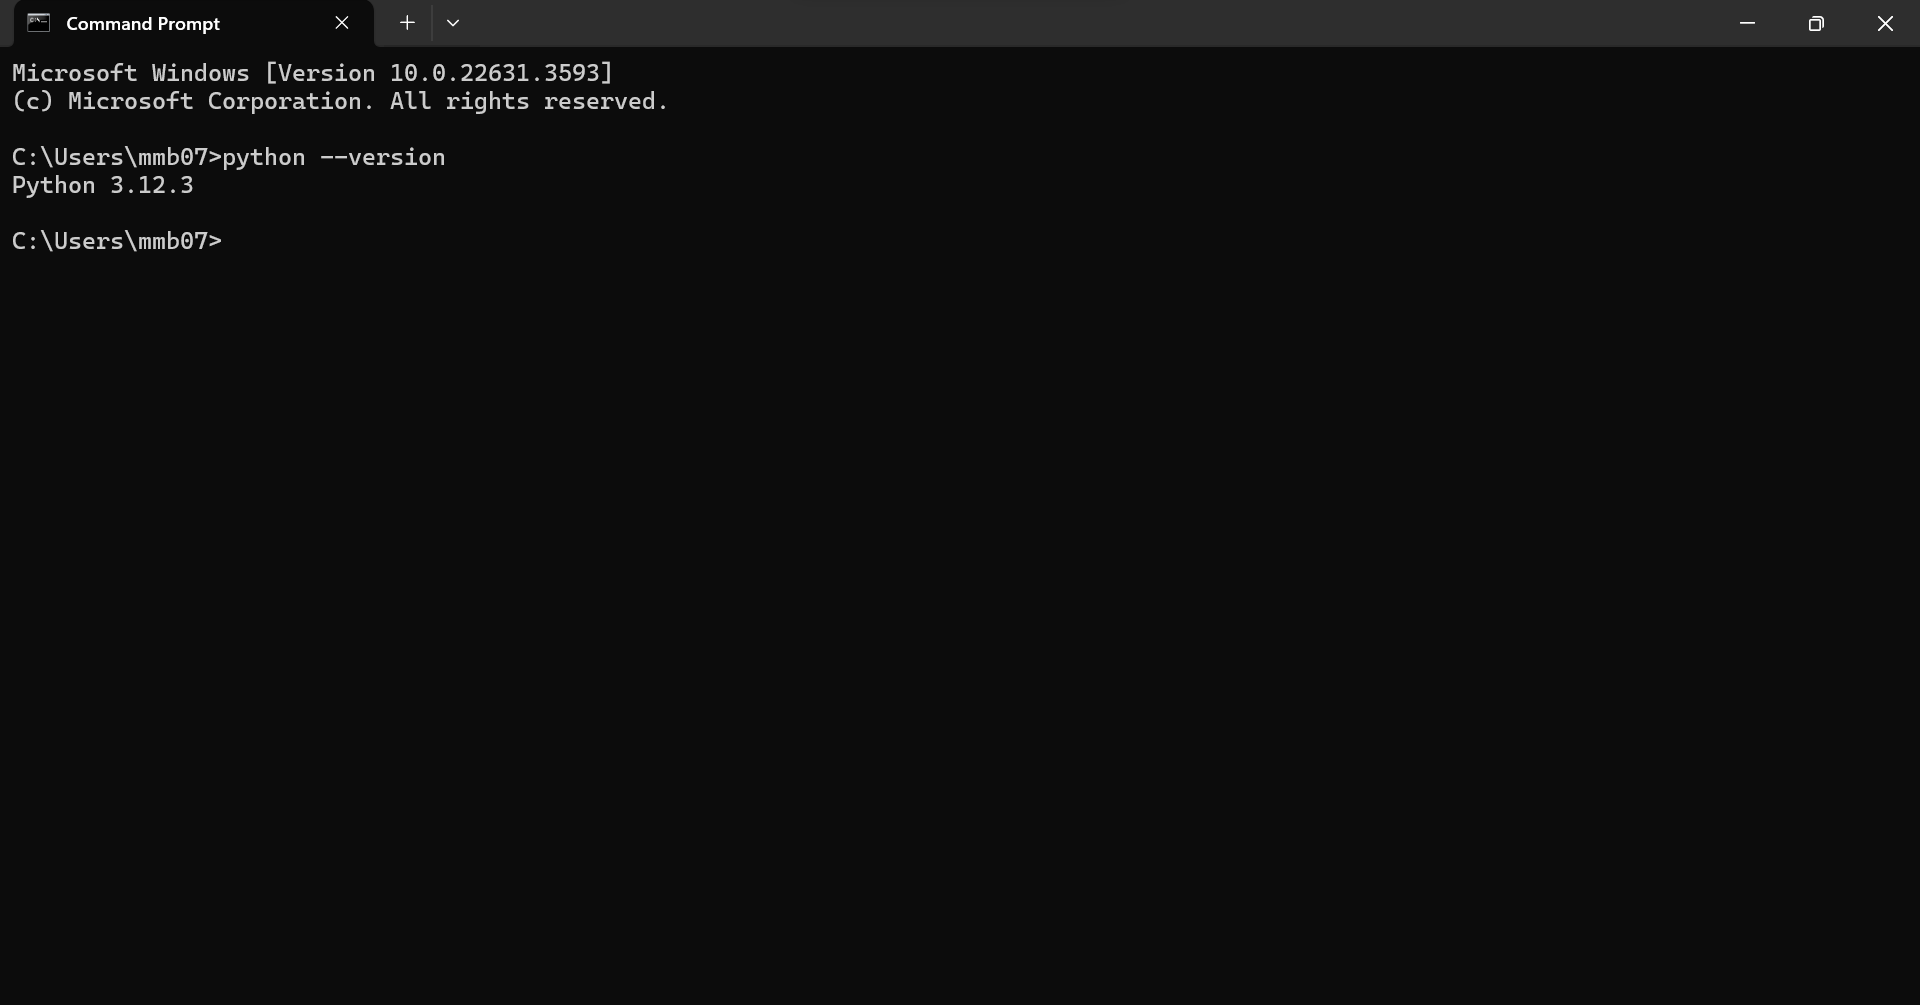 Command Prompt
Microsoft Windows [Version 10.0.22631.3593]
(c) Microsoft Corporation. All rights reserved.
C:\Users\mmb07>python --version
Python 3.12.3
C:\Users\mmb07>